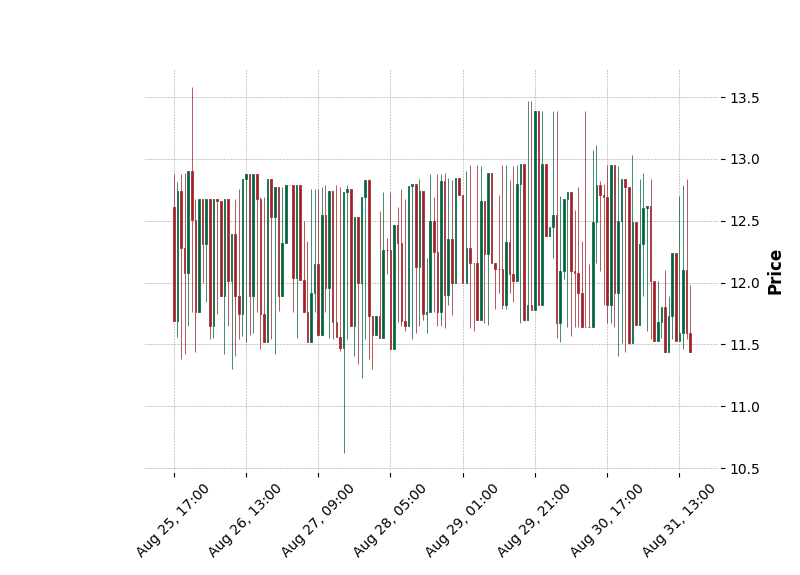 13.5
13.0
12.5
12.0
11.5
11.0
10.5
Price
Aug 25, 17:00
Aug 26, 13:00
Aug 27, 09:00
Aug 28, 05:00
Aug 29, 01:00
Aug 29, 21:00
Aug 30, 17:00
Aug 31, 13:00